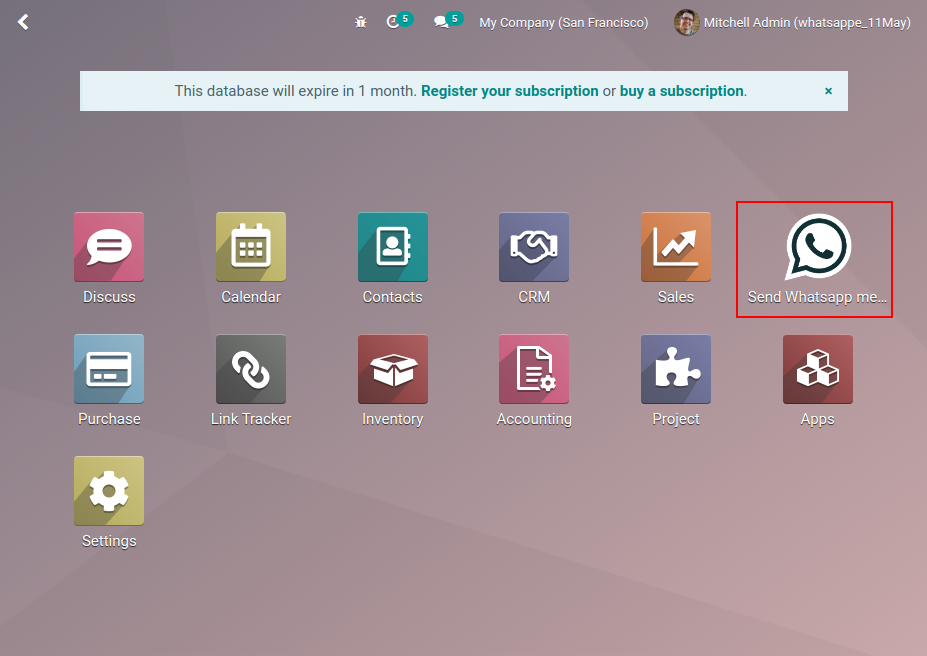 5 5 My Company (San Francisco) Mitchell Admin (whatsappe_11May)
This database will expire in 1 month. Register your subscription or buy a subscription. ×
Discuss Calendar Contacts CRM Sales Send Whatsapp me...
Purchase Link Tracker Inventory Accounting Project Apps
Settings